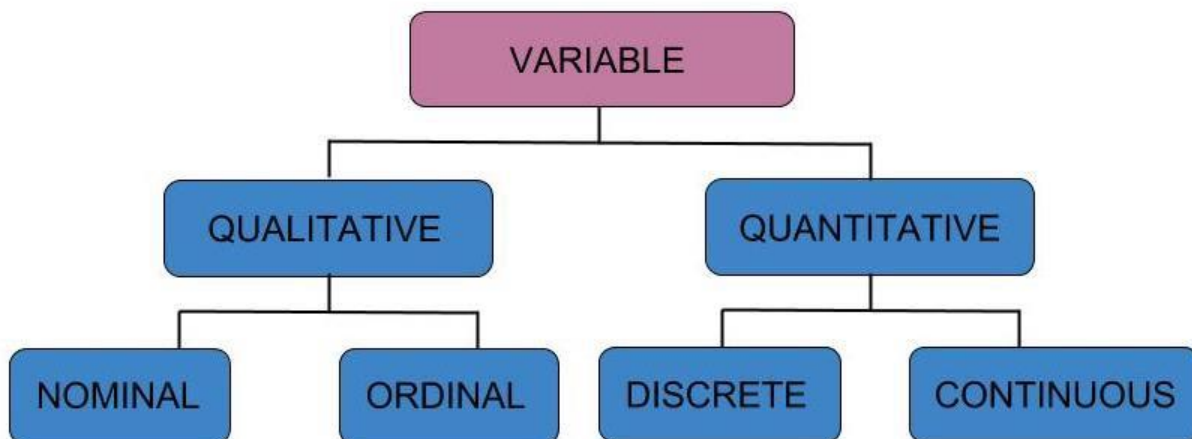 VARIABLE
QUALITATIVE
QUANTITATIVE
NOMINAL
ORDINAL
DISCRETE
CONTINUOUS